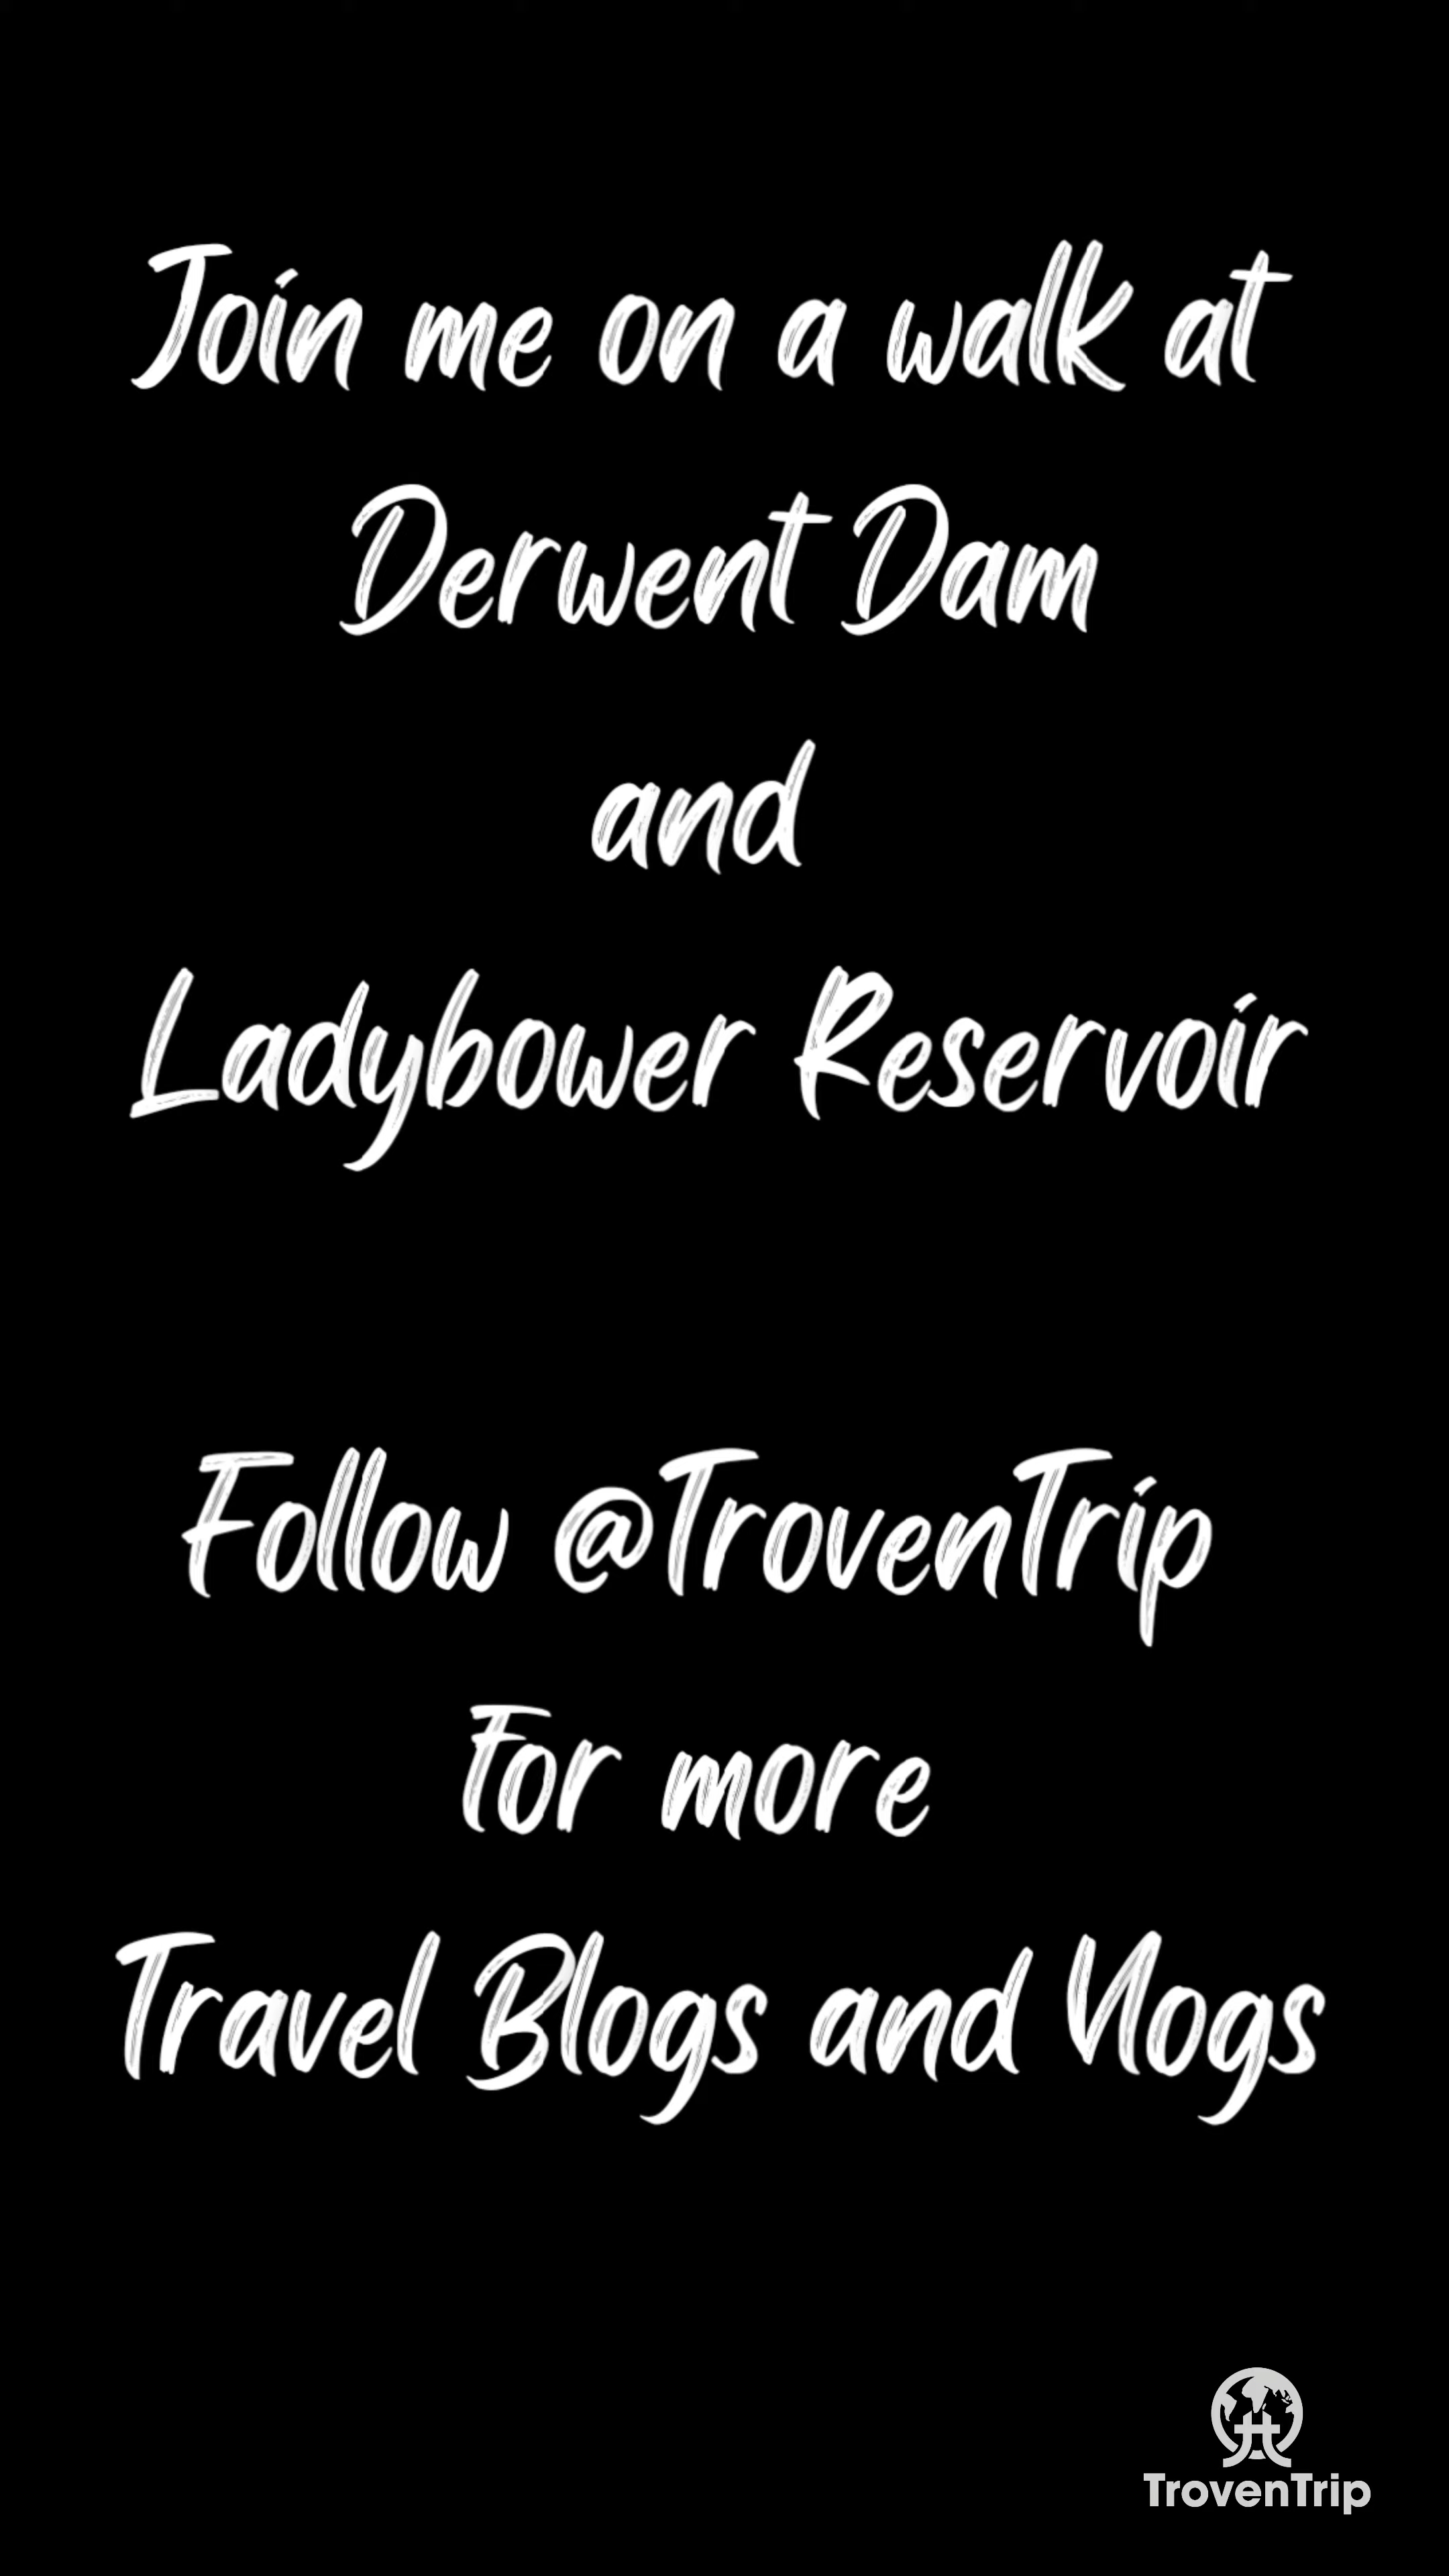 Join me on a walk at
Derwent Dam
and
Ladybower Reservoir
Follow @TrovenTrip
For more
Travel Blogs and Vlogs
TrovenTrip